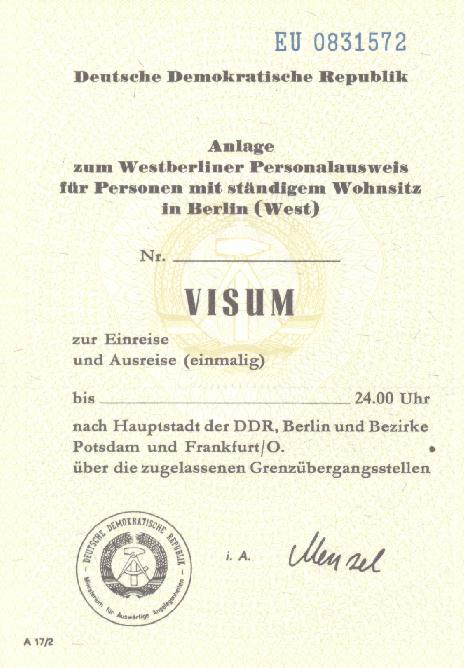 EU 0831572
Deutsche Demokratische Republik
Anlage
zum Westberliner Personalausweis
für Personen mit ständigem Wohnsitz
in Berlin (West)
Nr.
VISUM
zur Einreise
und Ausreise (einmalig)
bis 24.00 Uhr
nach Hauptstadt der DDR, Berlin und Bezirke
Potsdam und Frankfurt/O.
über die zugelassenen Grenzübergangsstellen
- DEUTSCHE DEMOKRATISCHE REPUBLIK -
Ministerium für Auswärtige Angelegenheiten
i. A. Mensel
A 17/2